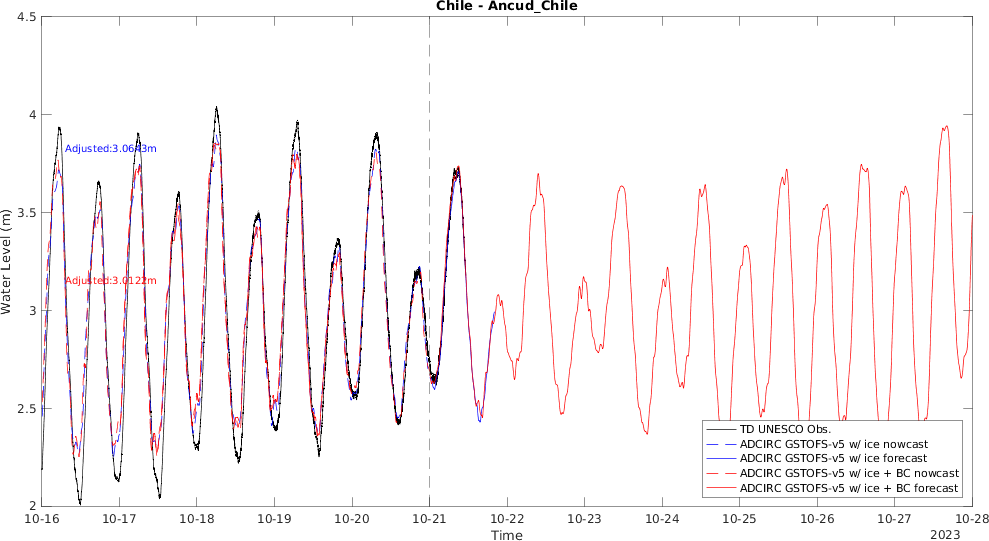 Chile - Ancud_Chile
4.5
4
3.5
3
2.5
2
Water Level (m)
Adjusted:3.0643m
Adjusted:3.0122m
TD UNESCO Obs.
ADCIRC GSTOFS-v5 w/ ice nowcast
ADCIRC GSTOFS-v5 w/ ice forecast
ADCIRC GSTOFS-v5 w/ ice + BC nowcast
ADCIRC GSTOFS-v5 w/ ice + BC forecast
10-16 10-17 10-18 10-19 10-20 10-21 10-22 10-23 10-24 10-25 10-26 10-27 10-28
Time
2023